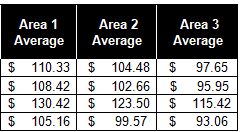 Area 1 Average Area 2 Average Area 3 Average
$ 110.33 $ 104.48 $ 97.65
$ 108.42 $ 102.66 $ 95.95
$ 130.42 $ 123.50 $ 115.42
$ 105.16 $ 99.57 $ 93.06